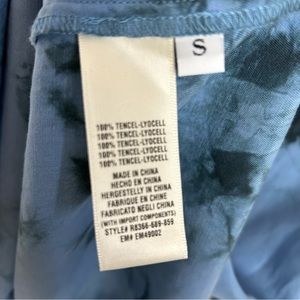 S
100% TENCEL-LYOCELL
100% TENCEL-LYOCELL
100% TENCEL-LYOCELL
100% TENCEL-LYOCELL
100% TENCEL-LYOCELL
MADE IN CHINA
HECHO EN CHINA
HERGESTELLY IN CHINA
FABRIQUE EN CHINE
FABRICATO NEGLI CHINA
(WITH IMPORT COMPONENTS)
STYLE# R8366-689-859
EM# EM49002